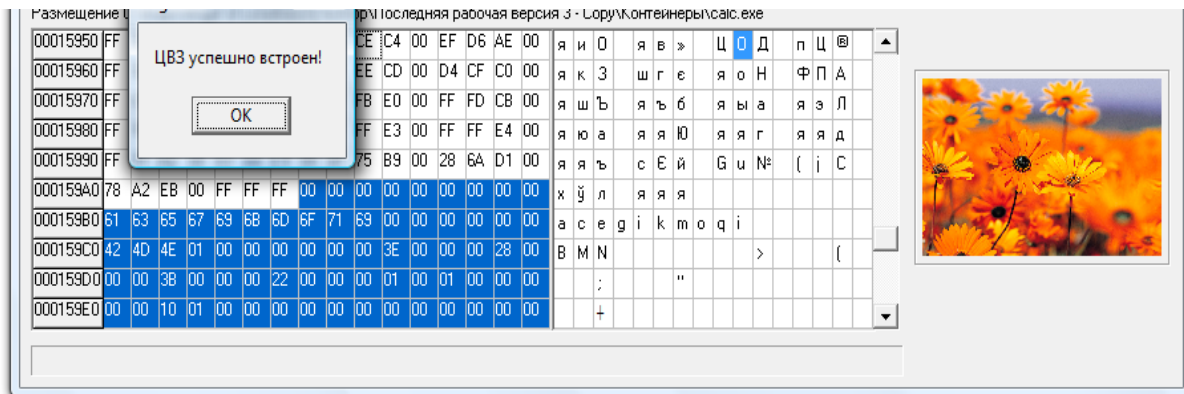 Размещение
ор\Последняя рабочая версия 3 - Copy\Контейнеры\calc.exe
ЦВЗ успешно встроен!
OK
00015950 FF CE C4 00 EF D6 AE 00 я и 0 я в » Ц О Д п Ц ®
00015960 FF EE CD 00 D4 CF C0 00 я к З ш г є я о Н Ф П А
00015970 FF FB E0 00 FF FD CB 00 я ш Ъ я ъ б я ы а я э Л
00015980 FF FF E3 00 FF FF E4 00 я ю а я я Ю я я г я я д
00015990 FF 75 B9 00 28 6A D1 00 я я ъ с Є й G u № ( j С
000159A0 78 A2 EB 00 FF FF FF 00 00 00 00 00 00 00 00 00 x ў л я я я
000159B0 61 63 65 67 69 6B 6D 6F 71 69 00 00 00 00 00 00 a c e g i k m o q i
000159C0 42 4D 4E 01 00 00 00 00 00 00 3E 00 00 00 28 00 B M N > (
000159D0 00 00 3B 00 00 00 22 00 00 00 01 00 01 00 00 00 ; "
000159E0 00 00 10 01 00 00 00 00 00 00 00 00 00 00 00 00 +